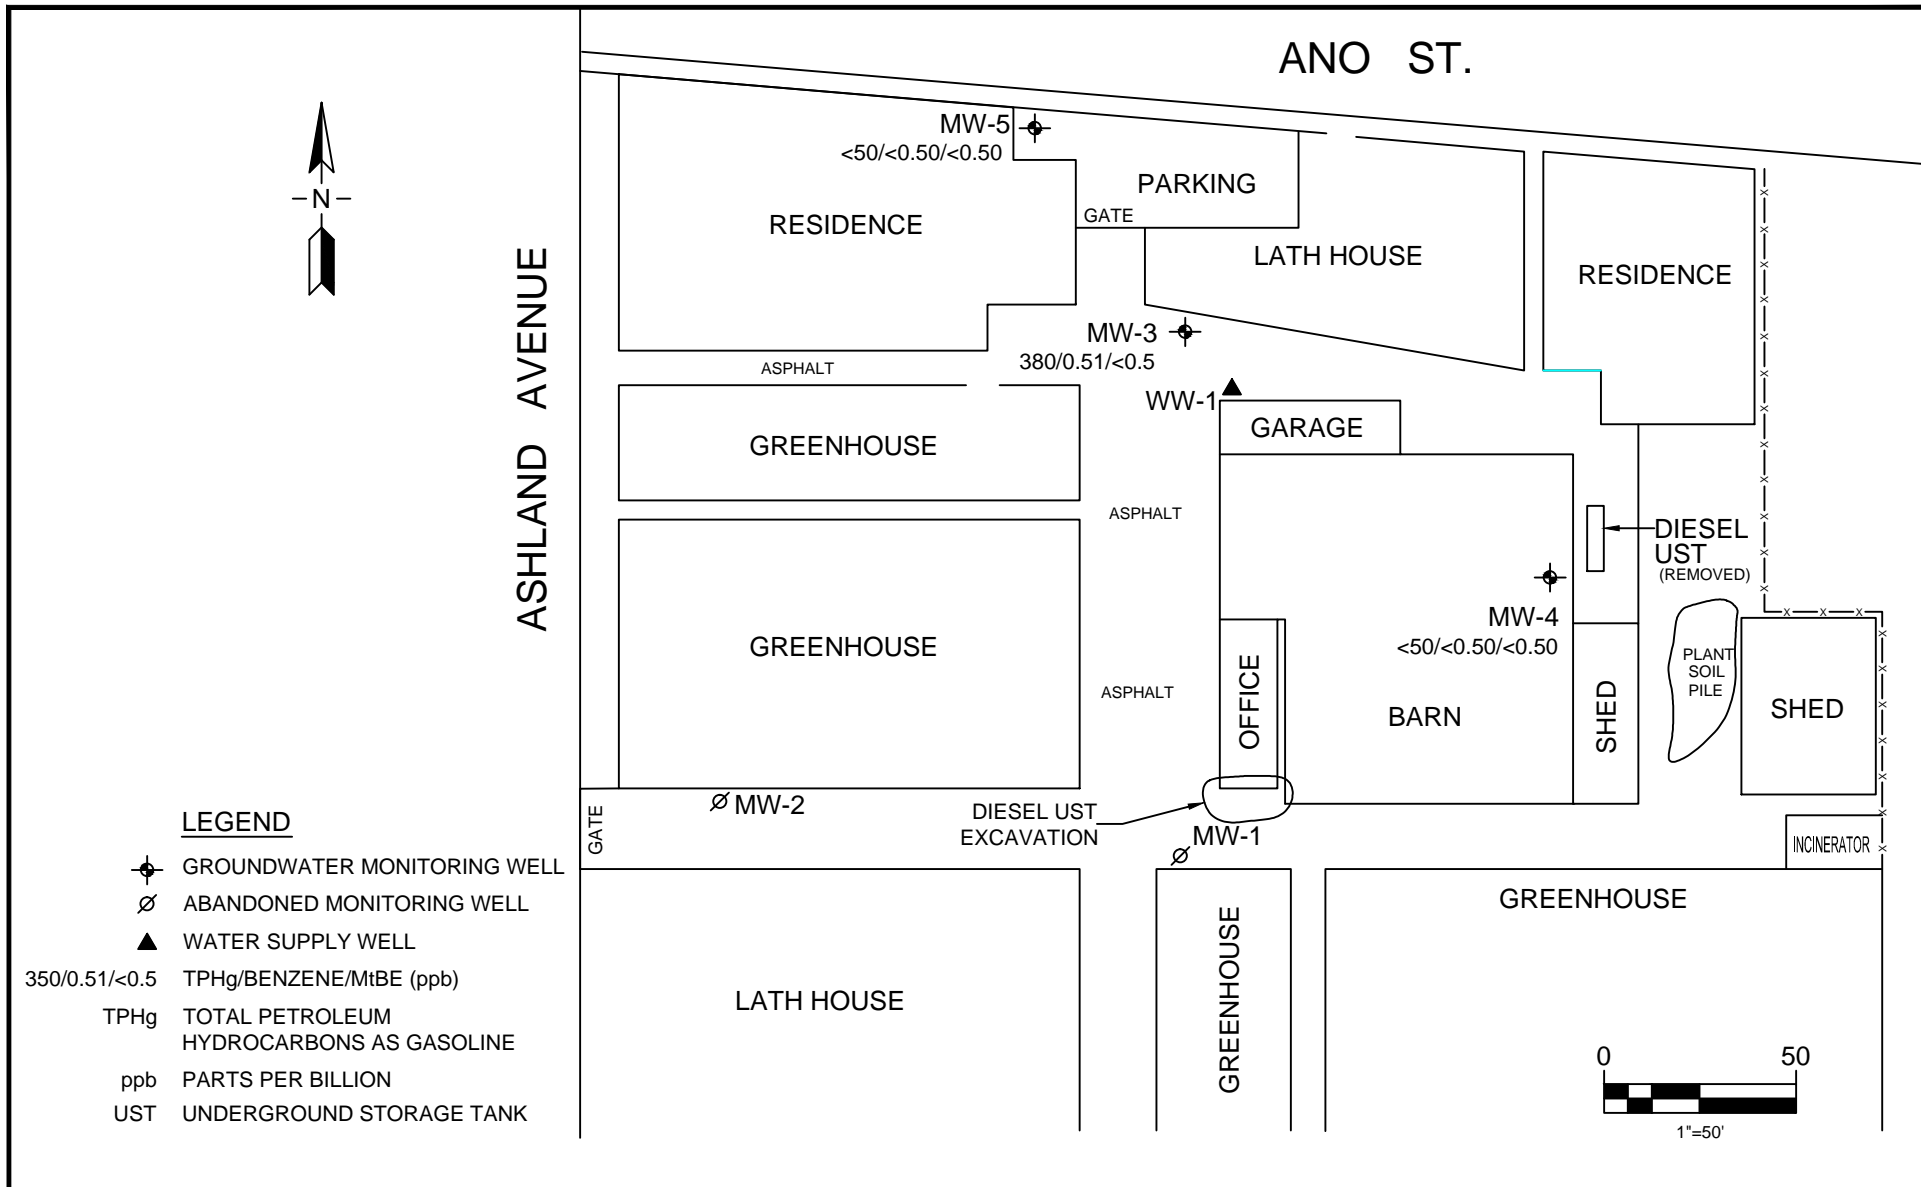 ANO ST.
N
ASHLAND AVENUE
MW-5
<50/<0.50/<0.50
PARKING
GATE
RESIDENCE
LATH HOUSE
RESIDENCE
MW-3
380/0.51/<0.5
ASPHALT
WW-1
GARAGE
GREENHOUSE
ASPHALT
DIESEL
UST
(REMOVED)
MW-4
<50/<0.50/<0.50
GREENHOUSE
ASPHALT
OFFICE
BARN
SHED
PLANT
SOIL
PILE
SHED
GATE
MW-2
DIESEL UST
EXCAVATION
MW-1
INCINERATOR
GREENHOUSE
GREENHOUSE
LATH HOUSE
LEGEND
GROUNDWATER MONITORING WELL
ABANDONED MONITORING WELL
WATER SUPPLY WELL
350/0.51/<0.5 TPHg/BENZENE/MtBE (ppb)
TPHg TOTAL PETROLEUM
HYDROCARBONS AS GASOLINE
ppb PARTS PER BILLION
UST UNDERGROUND STORAGE TANK
0 50
1"=50'